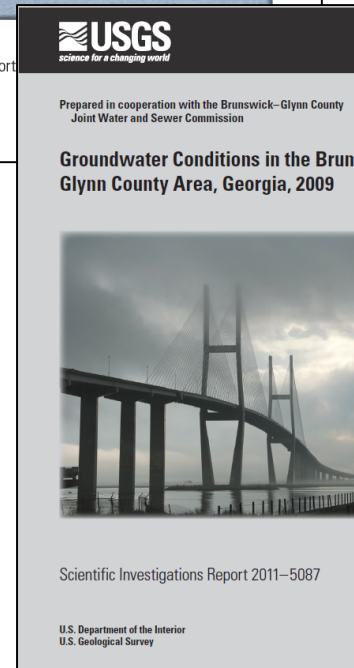 ort
USGS
science for a changing world
Prepared in cooperation with the Brunswick–Glynn County
Joint Water and Sewer Commission
Groundwater Conditions in the Brun
Glynn County Area, Georgia, 2009
Scientific Investigations Report 2011–5087
U.S. Department of the Interior
U.S. Geological Survey